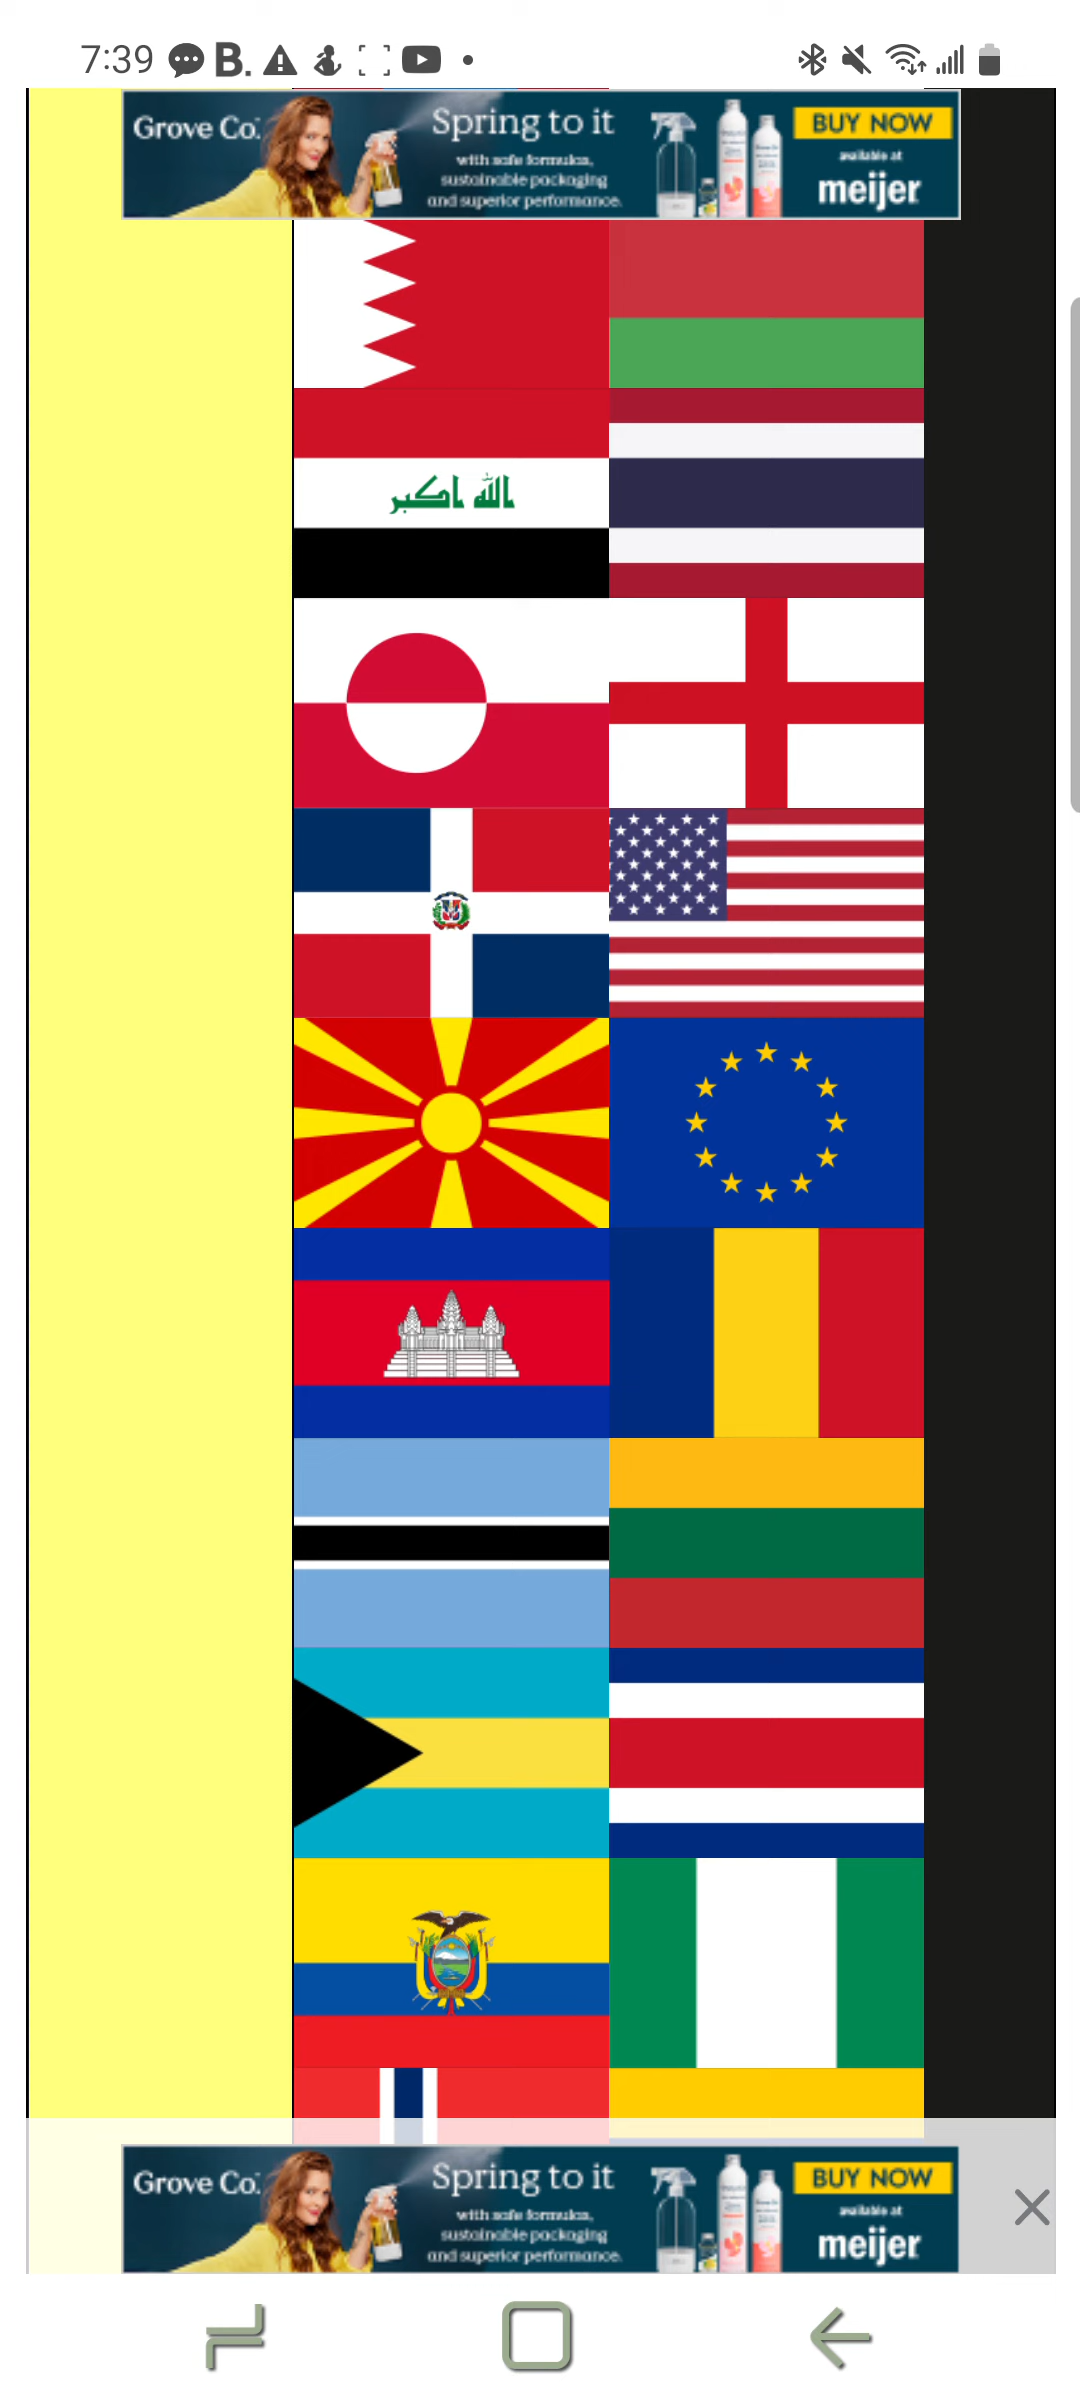 7:39 B.
Grove Co.
Spring to it
with safe formulas,
sustainable packaging
and superior performance.
BUY NOW
available at
meijer
الله اكبر
Grove Co.
Spring to it
with safe formulas,
sustainable packaging
and superior performance.
BUY NOW
available at
meijer